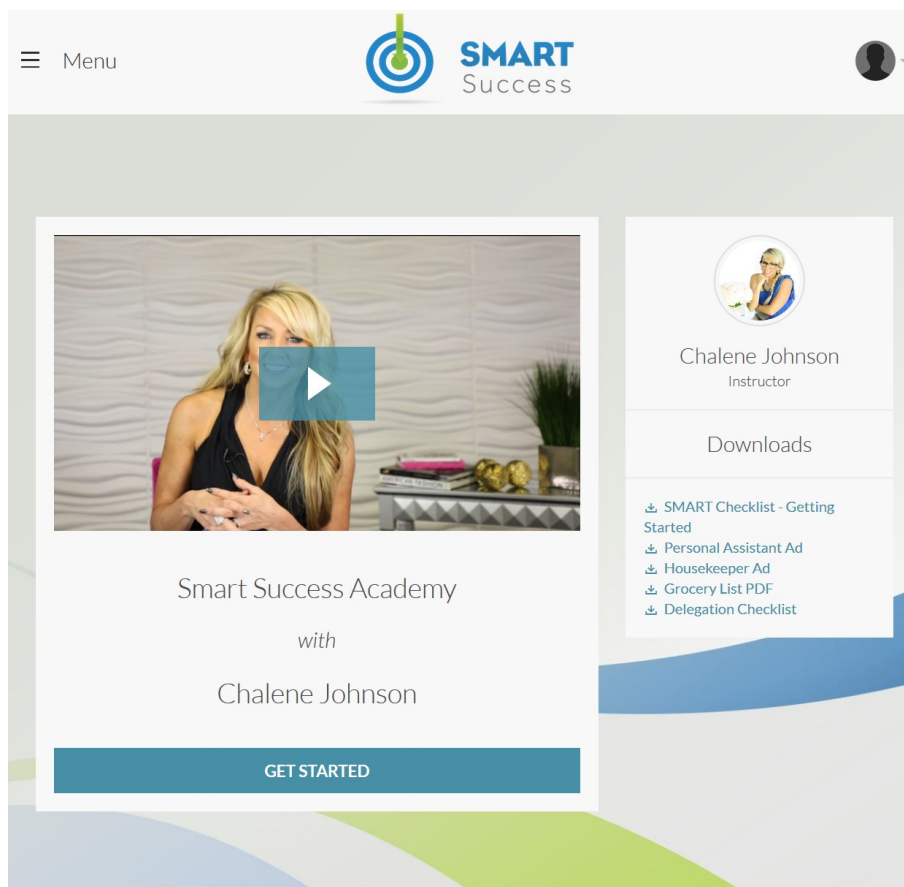 Menu
SMART
Success
Smart Success Academy
with
Chalene Johnson
GET STARTED
Chalene Johnson
Instructor
Downloads
SMART Checklist - Getting
Started
Personal Assistant Ad
Housekeeper Ad
Grocery List PDF
Delegation Checklist